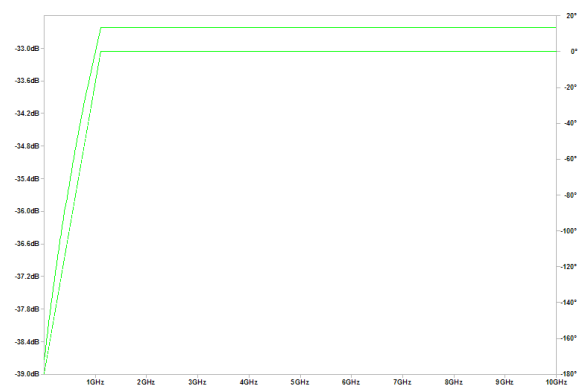 20°
-33.0dB
0°
-33.6dB
-20°
-34.2dB
-40°
-34.8dB
-60°
-35.4dB
-80°
-36.0dB
-100°
-36.6dB
-120°
-37.2dB
-140°
-37.8dB
-160°
-38.4dB
-39.0dB
-180°
1GHz 2GHz 3GHz 4GHz 5GHz 6GHz 7GHz 8GHz 9GHz 10GHz